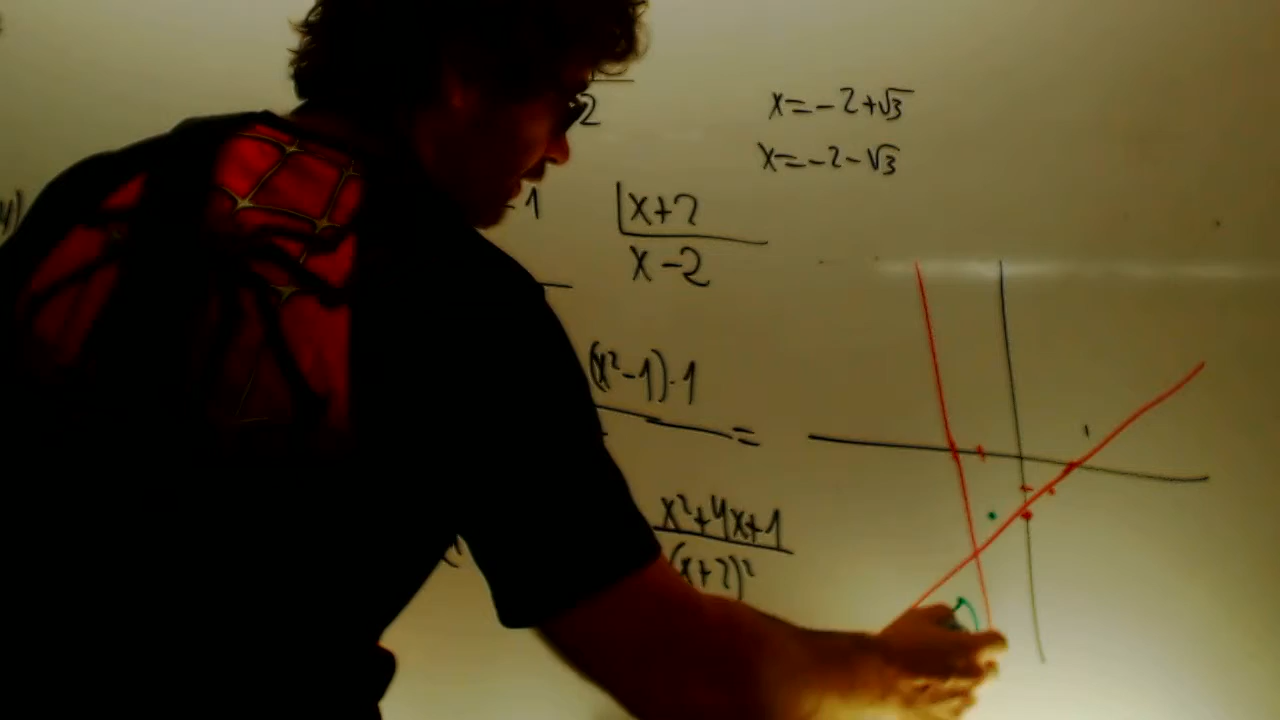 2
x=-2+√3
x=-2-√3
-1 x+2
x-2
(x²-1)·1
=
x²+4x+1
(x+2)²